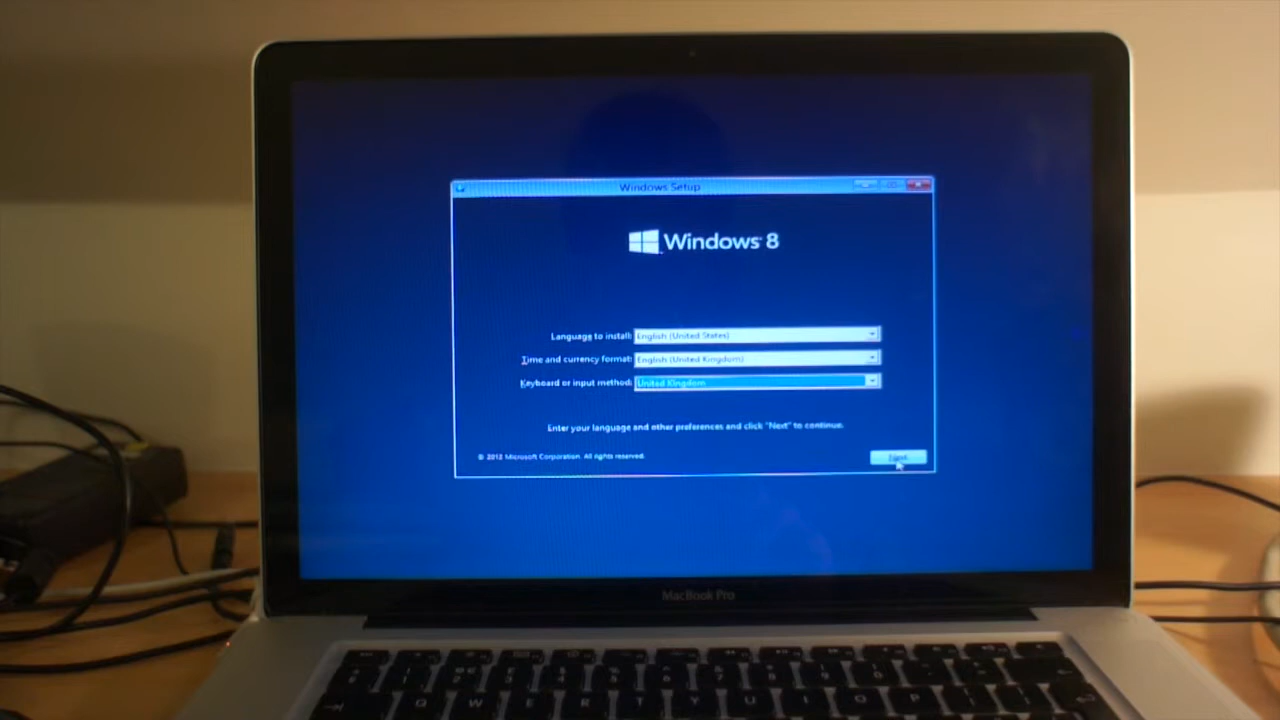 Windows Setup
Windows 8
Language to install: English (United States)
Time and currency format: English (United Kingdom)
Keyboard or input method: United Kingdom
Enter your language and other preferences and click "Next" to continue.
© 2012 Microsoft Corporation. All rights reserved.
Next
MacBook Pro
Q W E R T Y U I O P